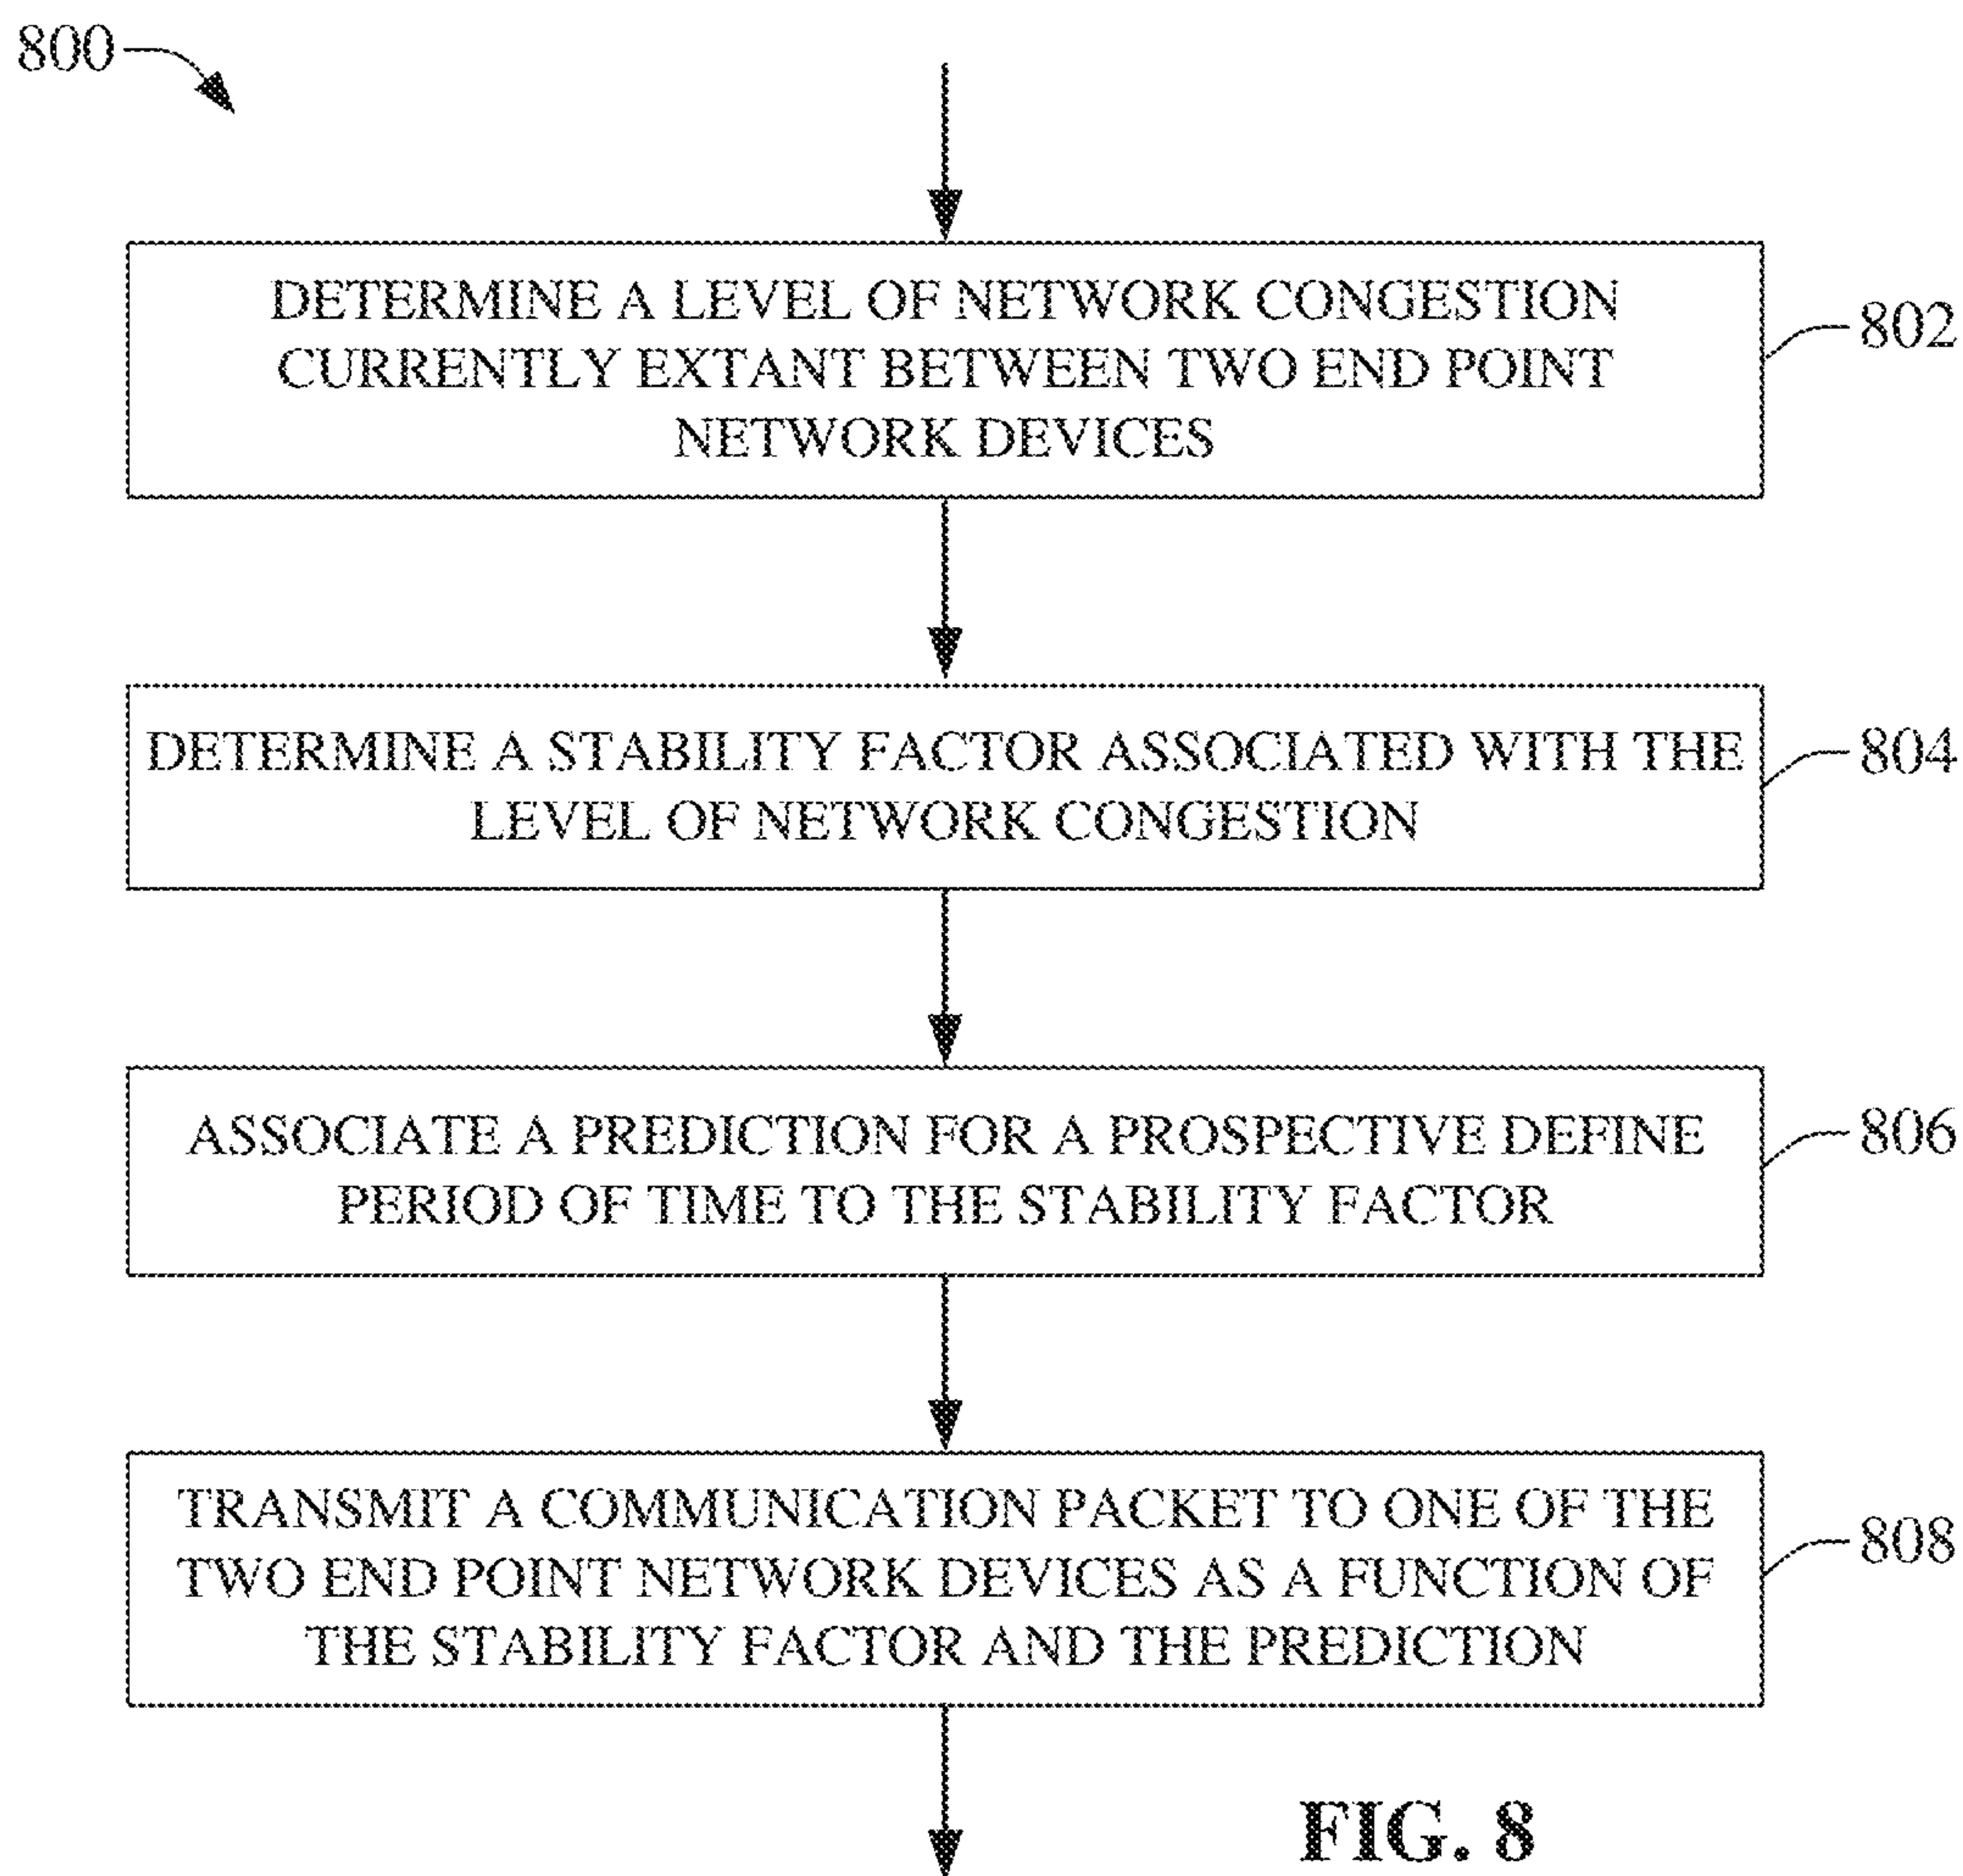 800
DETERMINE A LEVEL OF NETWORK CONGESTION
CURRENTLY EXTANT BETWEEN TWO END POINT
NETWORK DEVICES
802
DETERMINE A STABILITY FACTOR ASSOCIATED WITH THE
LEVEL OF NETWORK CONGESTION
804
ASSOCIATE A PREDICTION FOR A PROSPECTIVE DEFINE
PERIOD OF TIME TO THE STABILITY FACTOR
806
TRANSMIT A COMMUNICATION PACKET TO ONE OF THE
TWO END POINT NETWORK DEVICES AS A FUNCTION OF
THE STABILITY FACTOR AND THE PREDICTION
808
FIG. 8